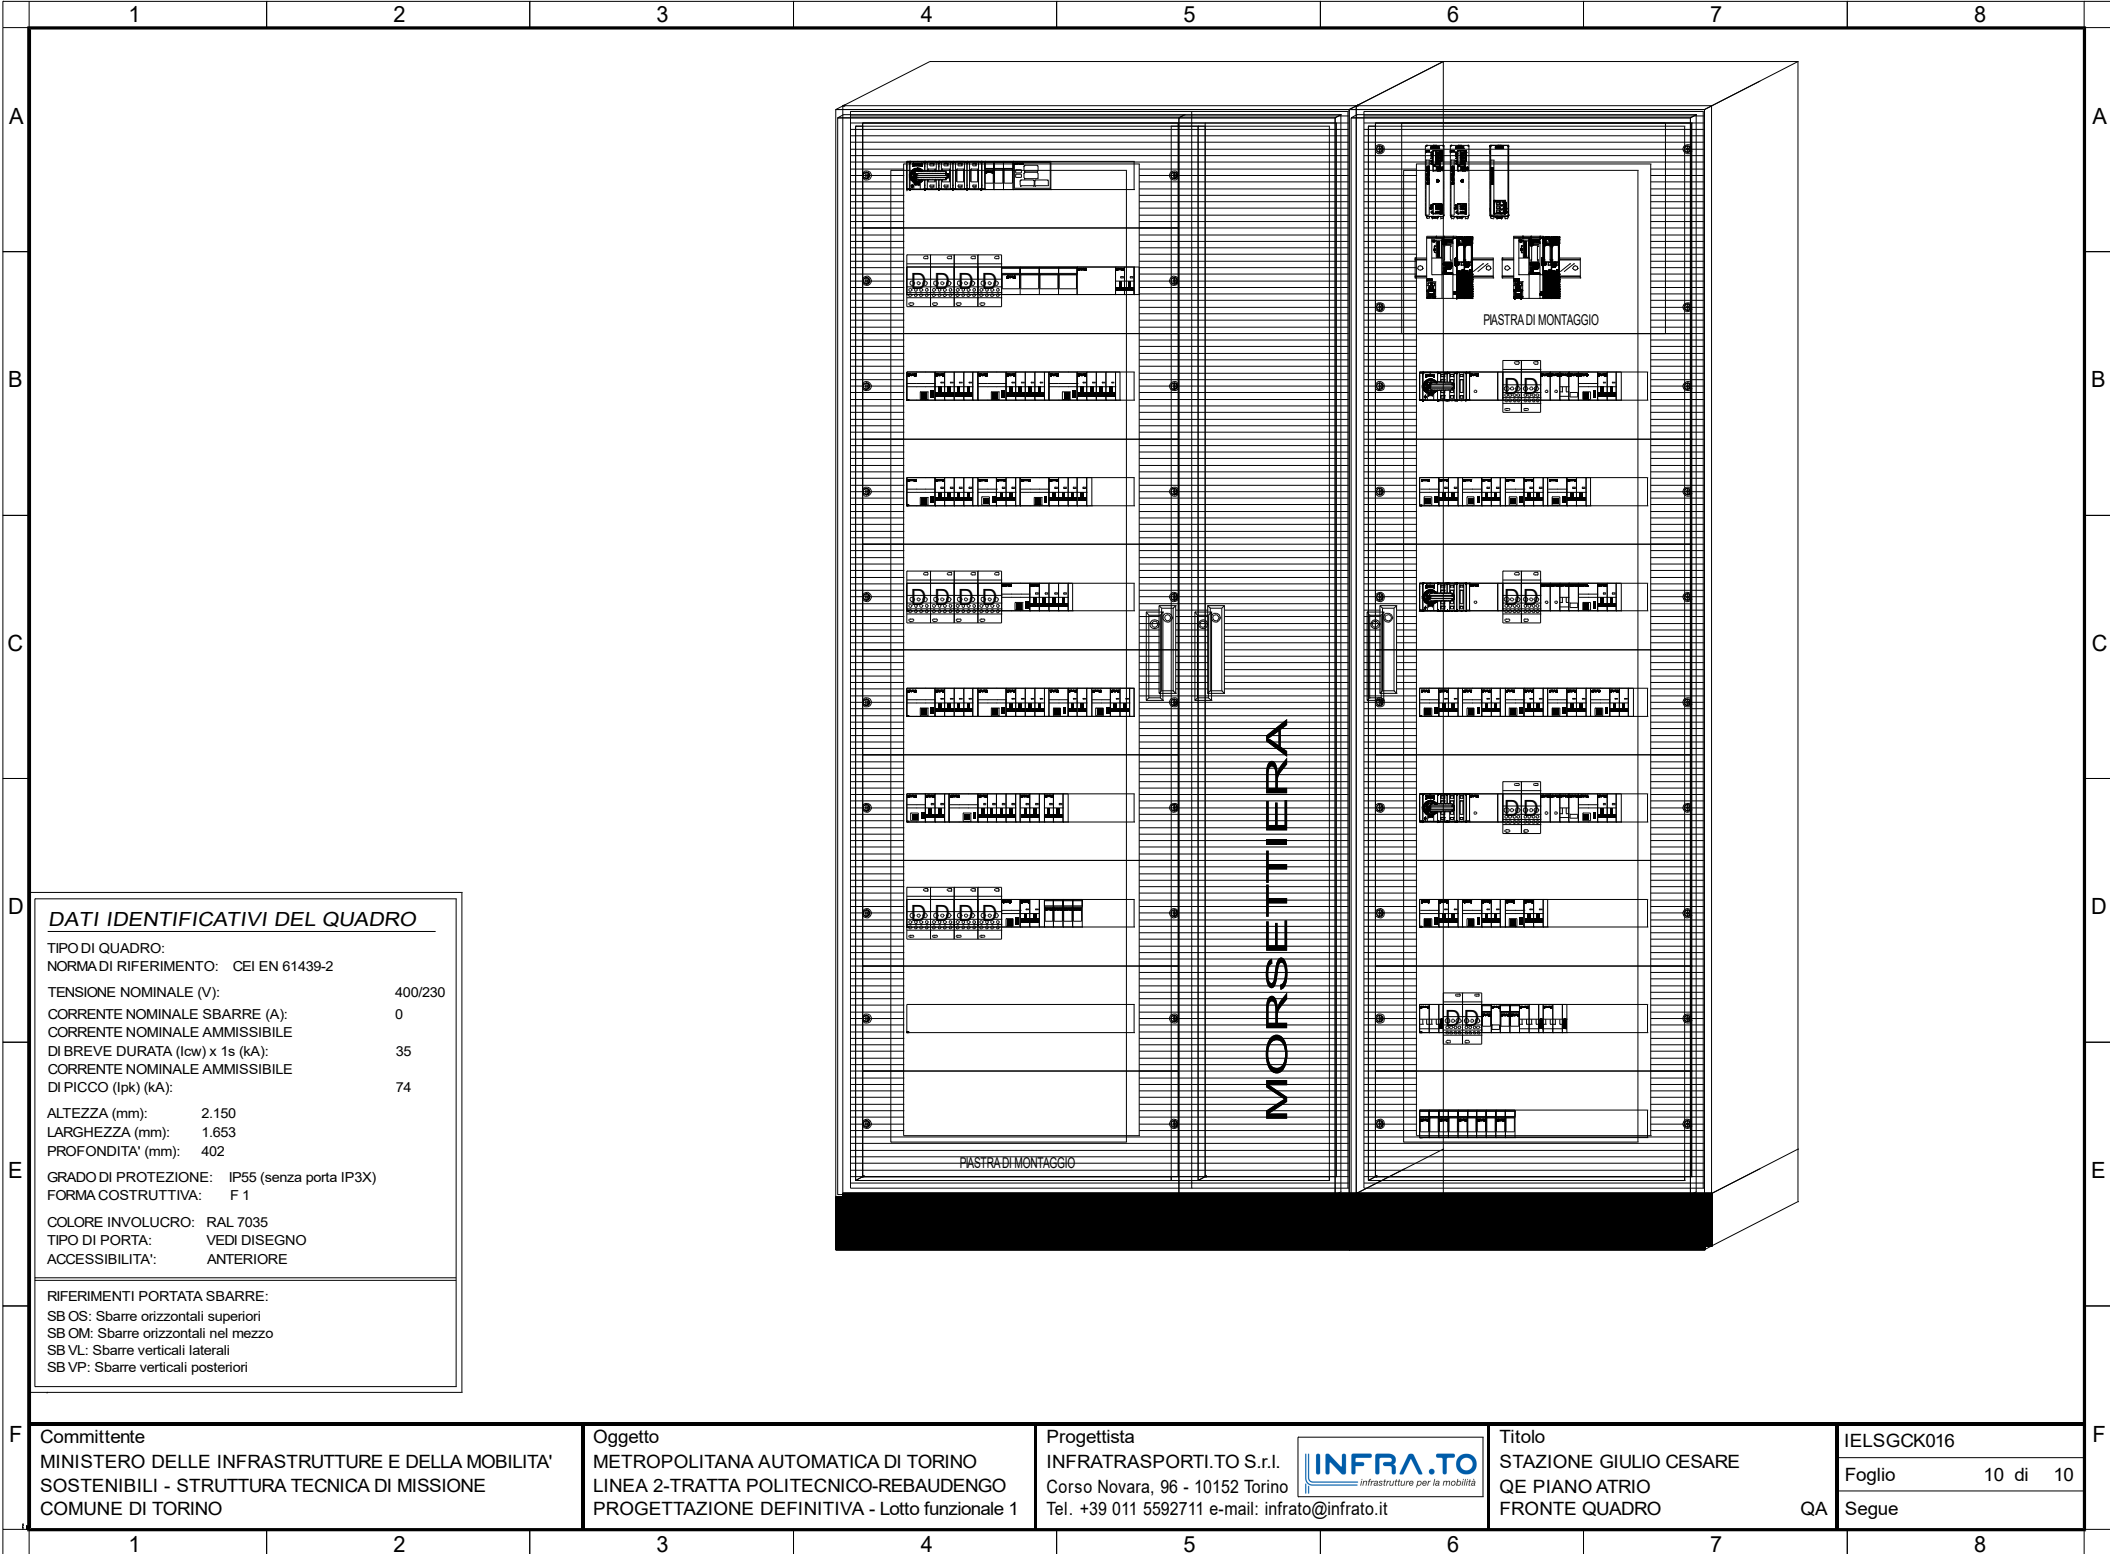 1 2 3 4 5 6 7 8
A A
B B
C C
D D
E E
F F
PIASTRA DI MONTAGGIO
PIASTRA DI MONTAGGIO
MORSETTIERA
D D D D
D D
D D D D
D D
D D
D D D D
D D
DATI IDENTIFICATIVI DEL QUADRO
TIPO DI QUADRO:
NORMA DI RIFERIMENTO: CEI EN 61439-2
TENSIONE NOMINALE (V): 400/230
CORRENTE NOMINALE SBARRE (A): 0
CORRENTE NOMINALE AMMISSIBILE
DI BREVE DURATA (Icw) x 1s (kA): 35
CORRENTE NOMINALE AMMISSIBILE
DI PICCO (Ipk) (kA): 74
ALTEZZA (mm): 2.150
LARGHEZZA (mm): 1.653
PROFONDITA' (mm): 402
GRADO DI PROTEZIONE: IP55 (senza porta IP3X)
FORMA COSTRUTTIVA: F 1
COLORE INVOLUCRO: RAL 7035
TIPO DI PORTA: VEDI DISEGNO
ACCESSIBILITA': ANTERIORE
RIFERIMENTI PORTATA SBARRE:
SB OS: Sbarre orizzontali superiori
SB OM: Sbarre orizzontali nel mezzo
SB VL: Sbarre verticali laterali
SB VP: Sbarre verticali posteriori
Committente
MINISTERO DELLE INFRASTRUTTURE E DELLA MOBILITA'
SOSTENIBILI - STRUTTURA TECNICA DI MISSIONE
COMUNE DI TORINO
Oggetto
METROPOLITANA AUTOMATICA DI TORINO
LINEA 2-TRATTA POLITECNICO-REBAUDENGO
PROGETTAZIONE DEFINITIVA - Lotto funzionale 1
Progettista
INFRATRASPORTI.TO S.r.l.
Corso Novara, 96 - 10152 Torino
Tel. +39 011 5592711 e-mail: infrato@infrato.it
INFRA.TO
infrastrutture per la mobilità
Titolo
STAZIONE GIULIO CESARE
QE PIANO ATRIO
FRONTE QUADRO QA
IELSGCK016
Foglio 10 di 10
Segue
1 2 3 4 5 6 7 8